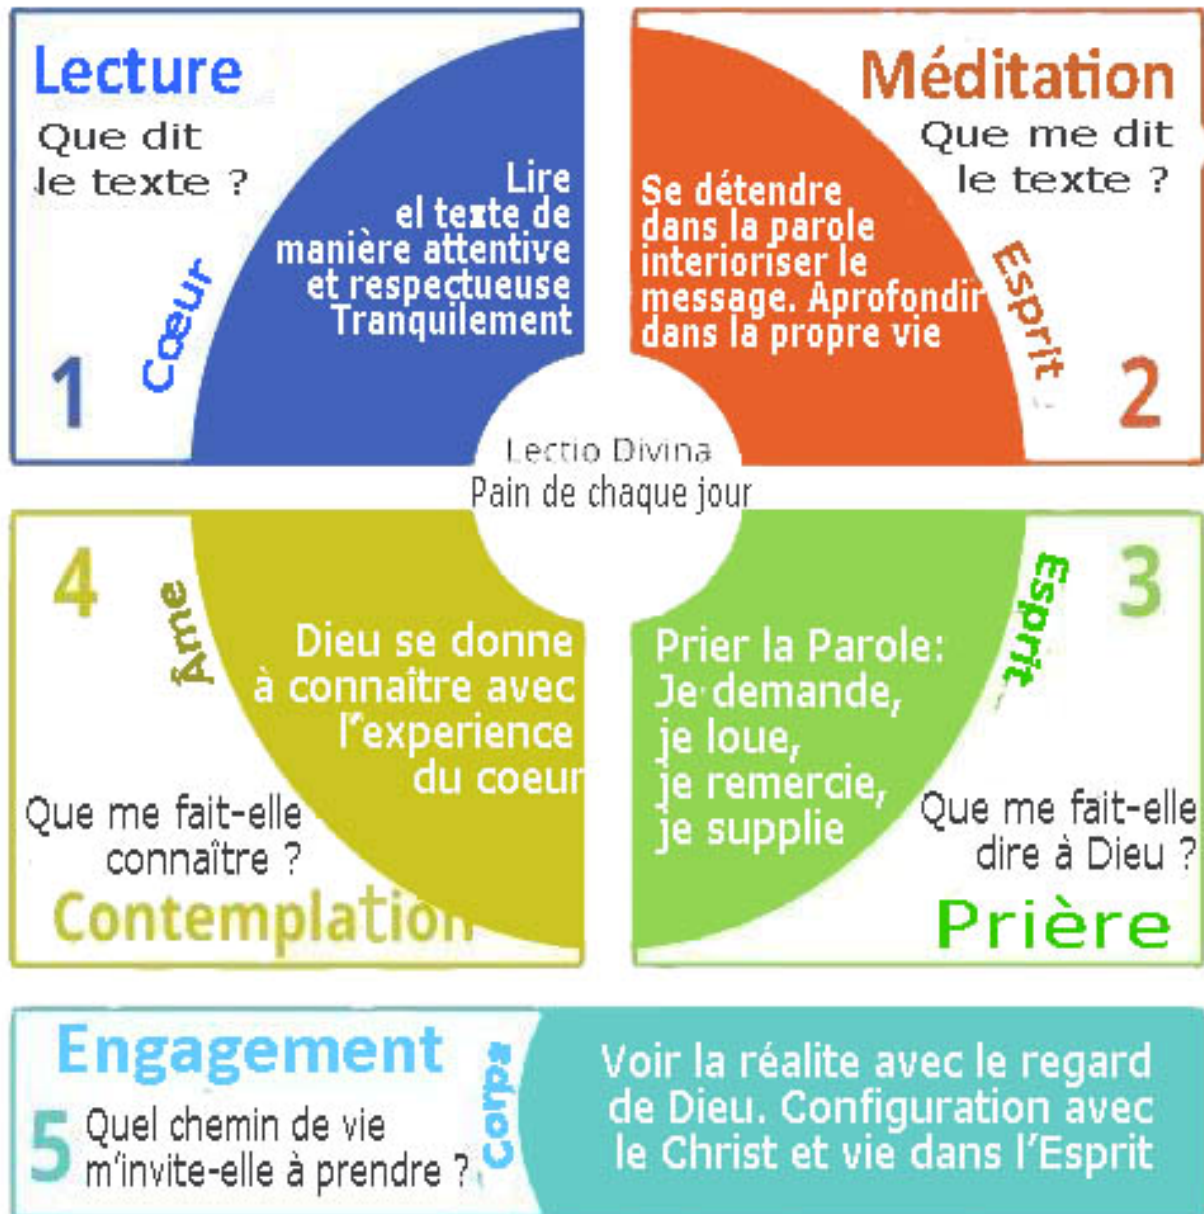 Lecture
Que dit
le texte ?
Cœur
1
Lire
el texte de
manière attentive
et respectueuse
Tranquilement
Méditation
Que me dit
le texte ?
Se détendre
dans la parole
interioriser le
message. Aprofondir
dans la propre vie
Esprit
2
Lectio Divina
Pain de chaque jour
3
Esprit
Prier la Parole:
Je demande,
je loue,
je remercie,
je supplie
Que me fait-elle
dire à Dieu ?
Prière
4
Âme
Dieu se donne
à connaître avec
l'experience
du coeur
Que me fait-elle
connaître ?
Contemplation
Engagement
5
Quel chemin de vie
m'invite-elle à prendre ?
Corps
Voir la réalite avec le regard
de Dieu. Configuration avec
le Christ et vie dans l'Esprit